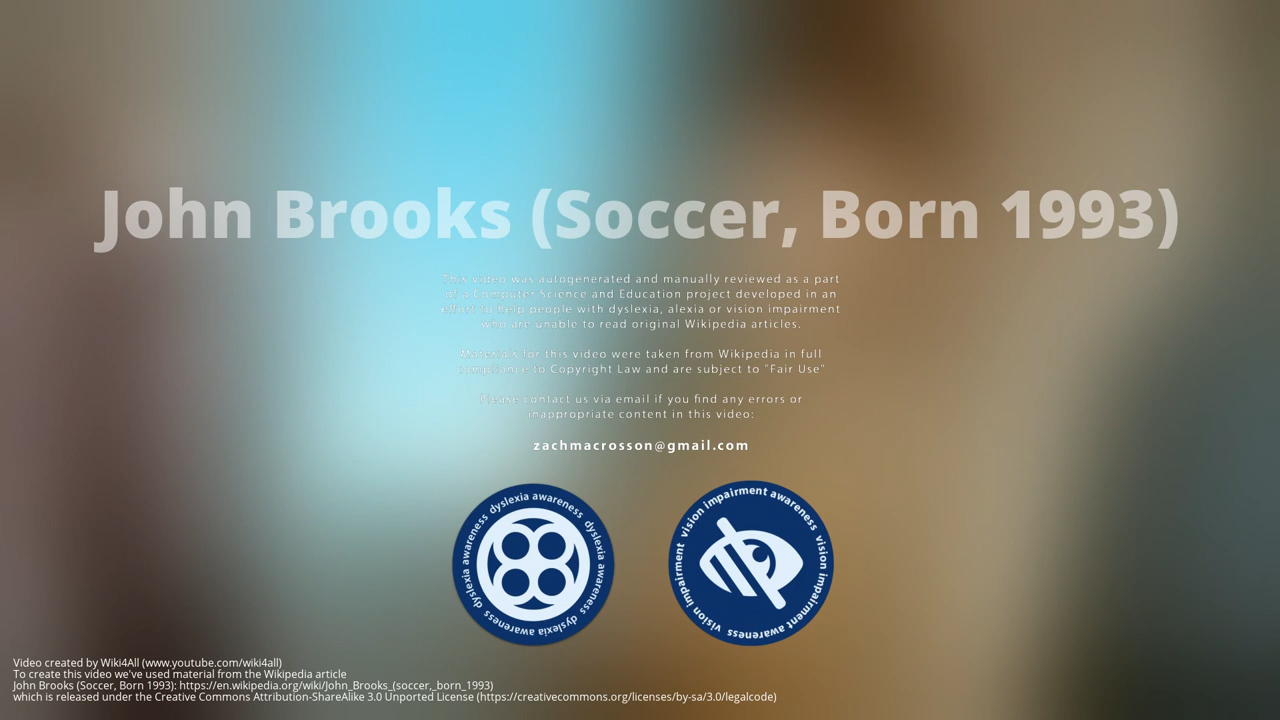 John Brooks (Soccer, Born 1993)
This video was autogenerated and manually reviewed as a part
of a Computer Science and Education project developed in an
effort to help people with dyslexia, alexia or vision impairment
who are unable to read original Wikipedia articles.
Materials for this video were taken from Wikipedia in full
compliance to Copyright Law and are subject to "Fair Use"
Please contact us via email if you find any errors or
inappropriate content in this video:
zachmacrosson@gmail.com
dyslexia awareness dyslexia awareness dyslexia awareness dyslexia awareness
vision impairment awareness vision impairment awareness vision impairment
Video created by Wiki4All (www.youtube.com/wiki4all)
To create this video we've used material from the Wikipedia article
John Brooks (Soccer, Born 1993): https://en.wikipedia.org/wiki/John_Brooks_(soccer,_born_1993)
which is released under the Creative Commons Attribution-ShareAlike 3.0 Unported License (https://creativecommons.org/licenses/by-sa/3.0/legalcode)